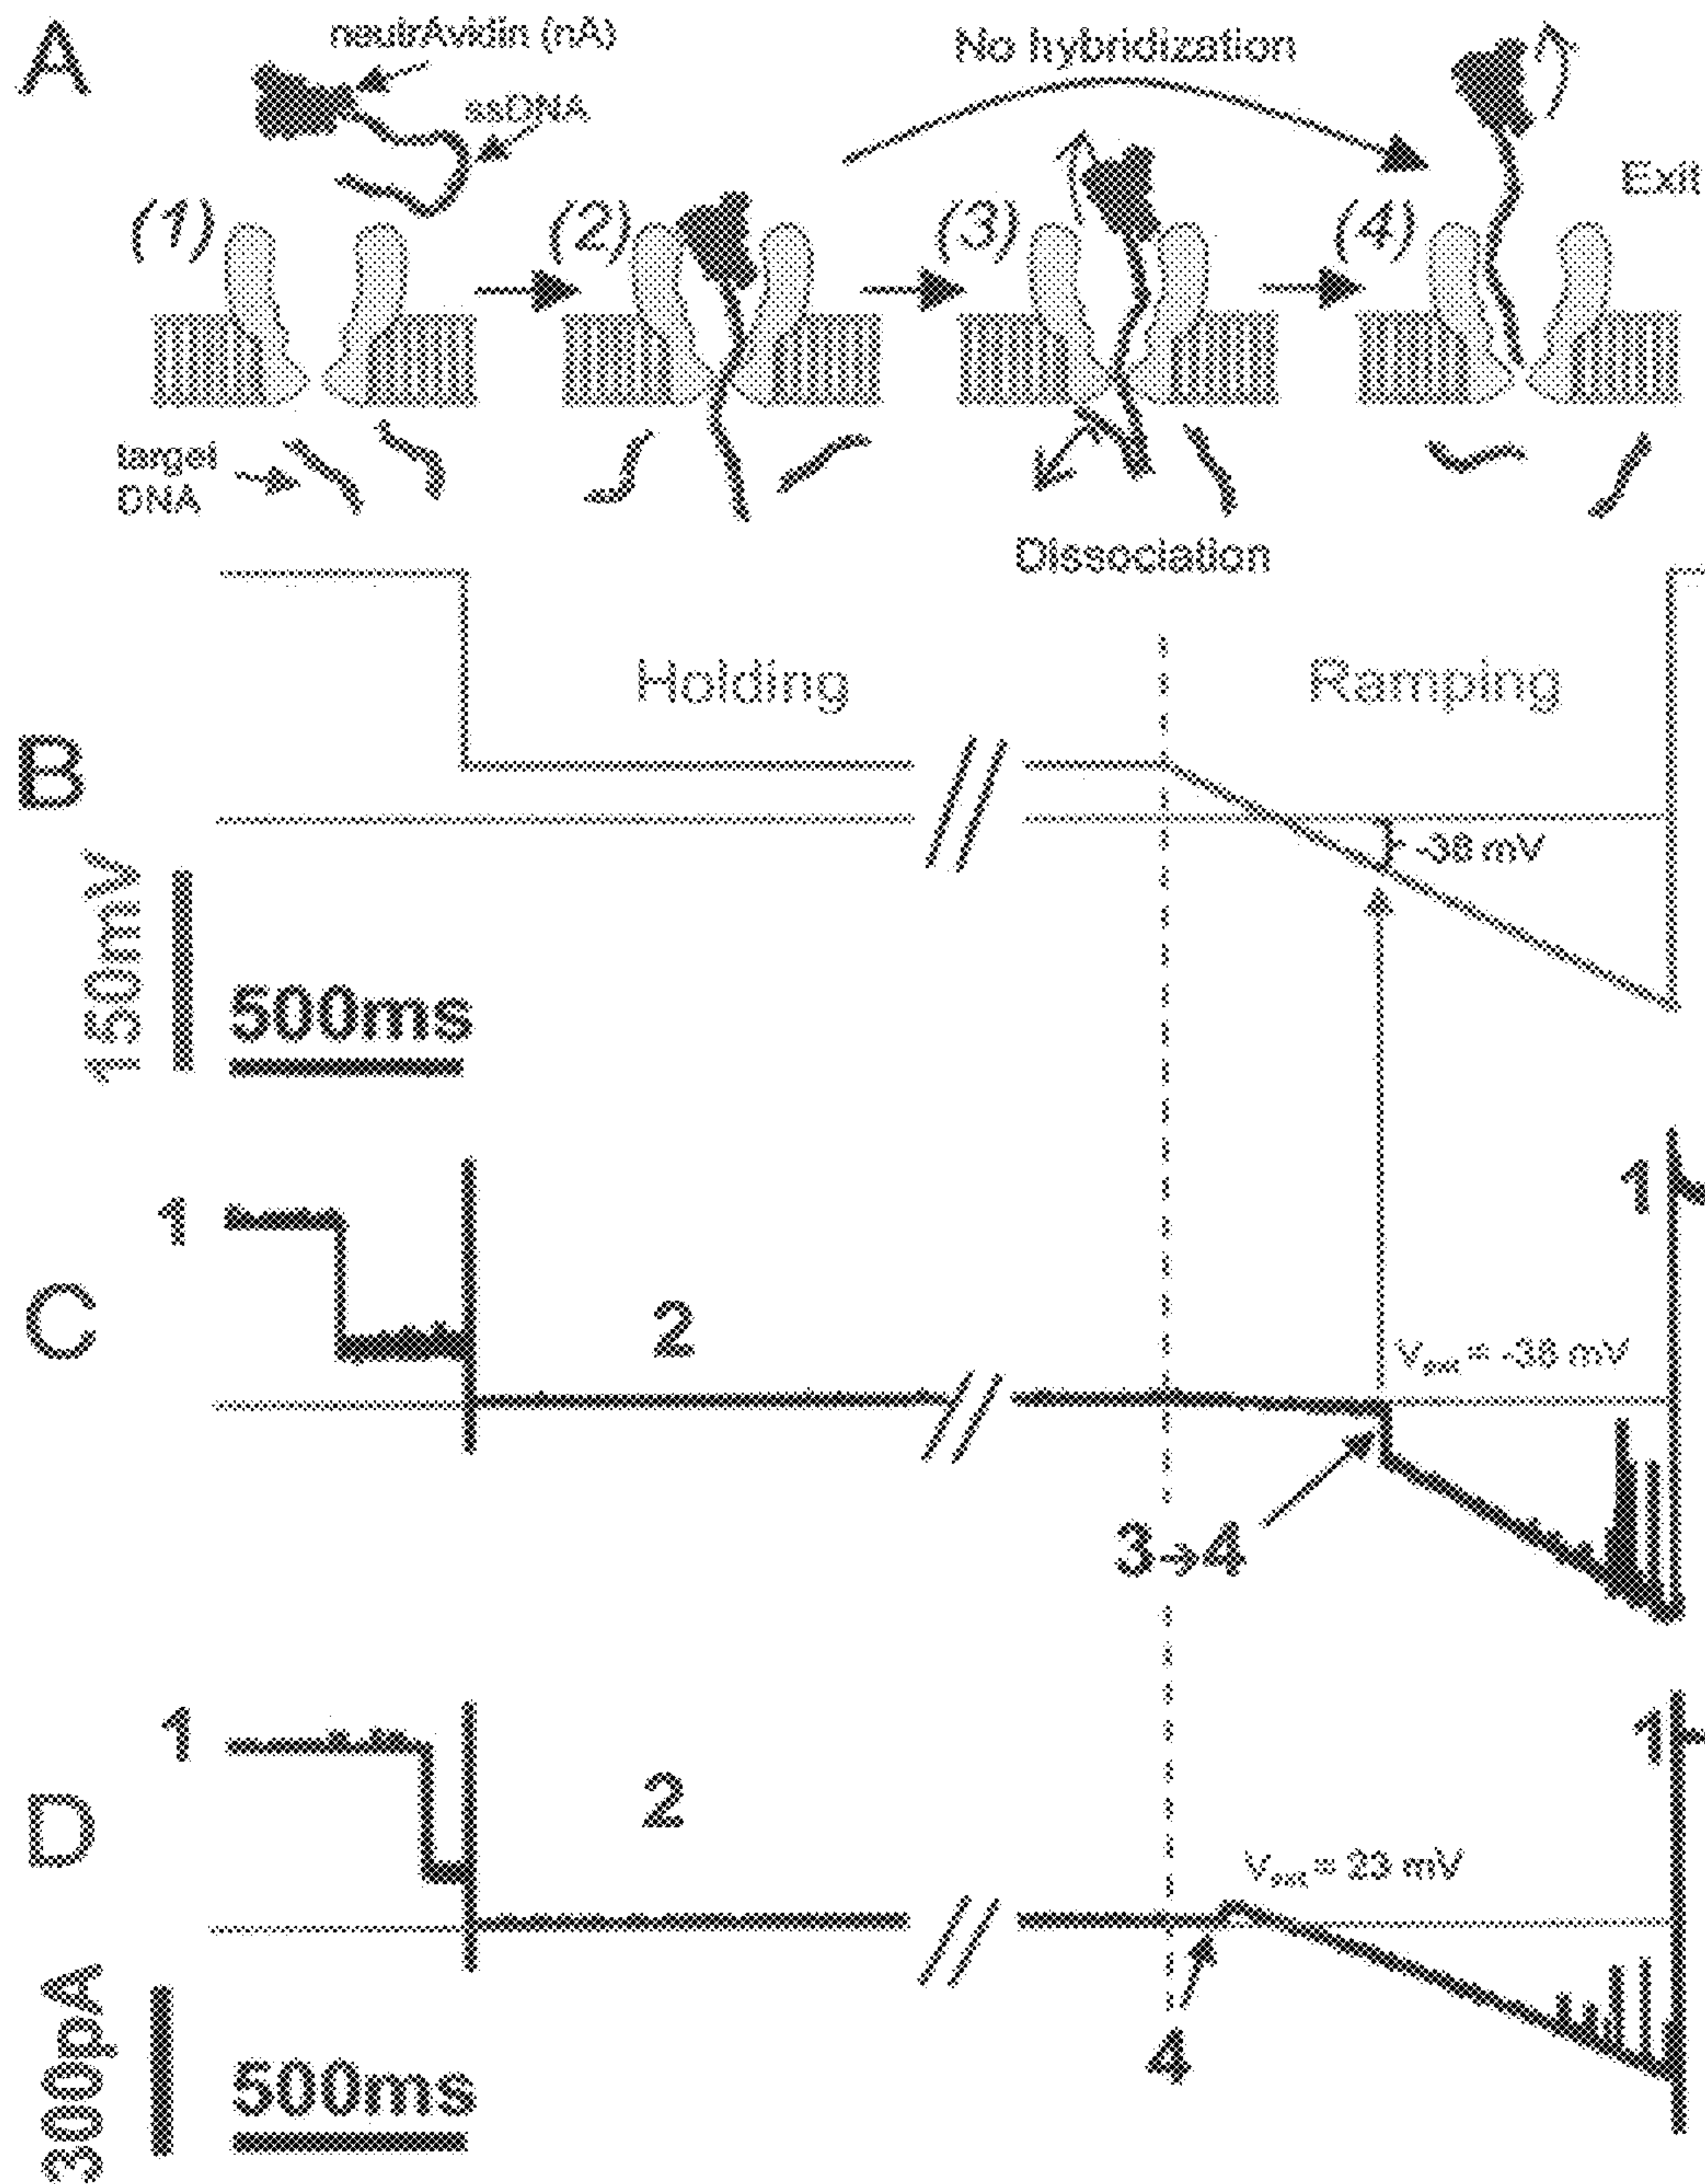 A
neutrAvidin (nA)
ssDNA
No hybridization
Exit
(1)
(2)
(3)
(4)
target
DNA
Dissociation
Holding
Ramping
B
-38 mV
150mV
500ms
1
1
C
2
Vexit = -38 mV
3→4
1
1
D
2
Vexit = 23 mV
4
300pA
500ms